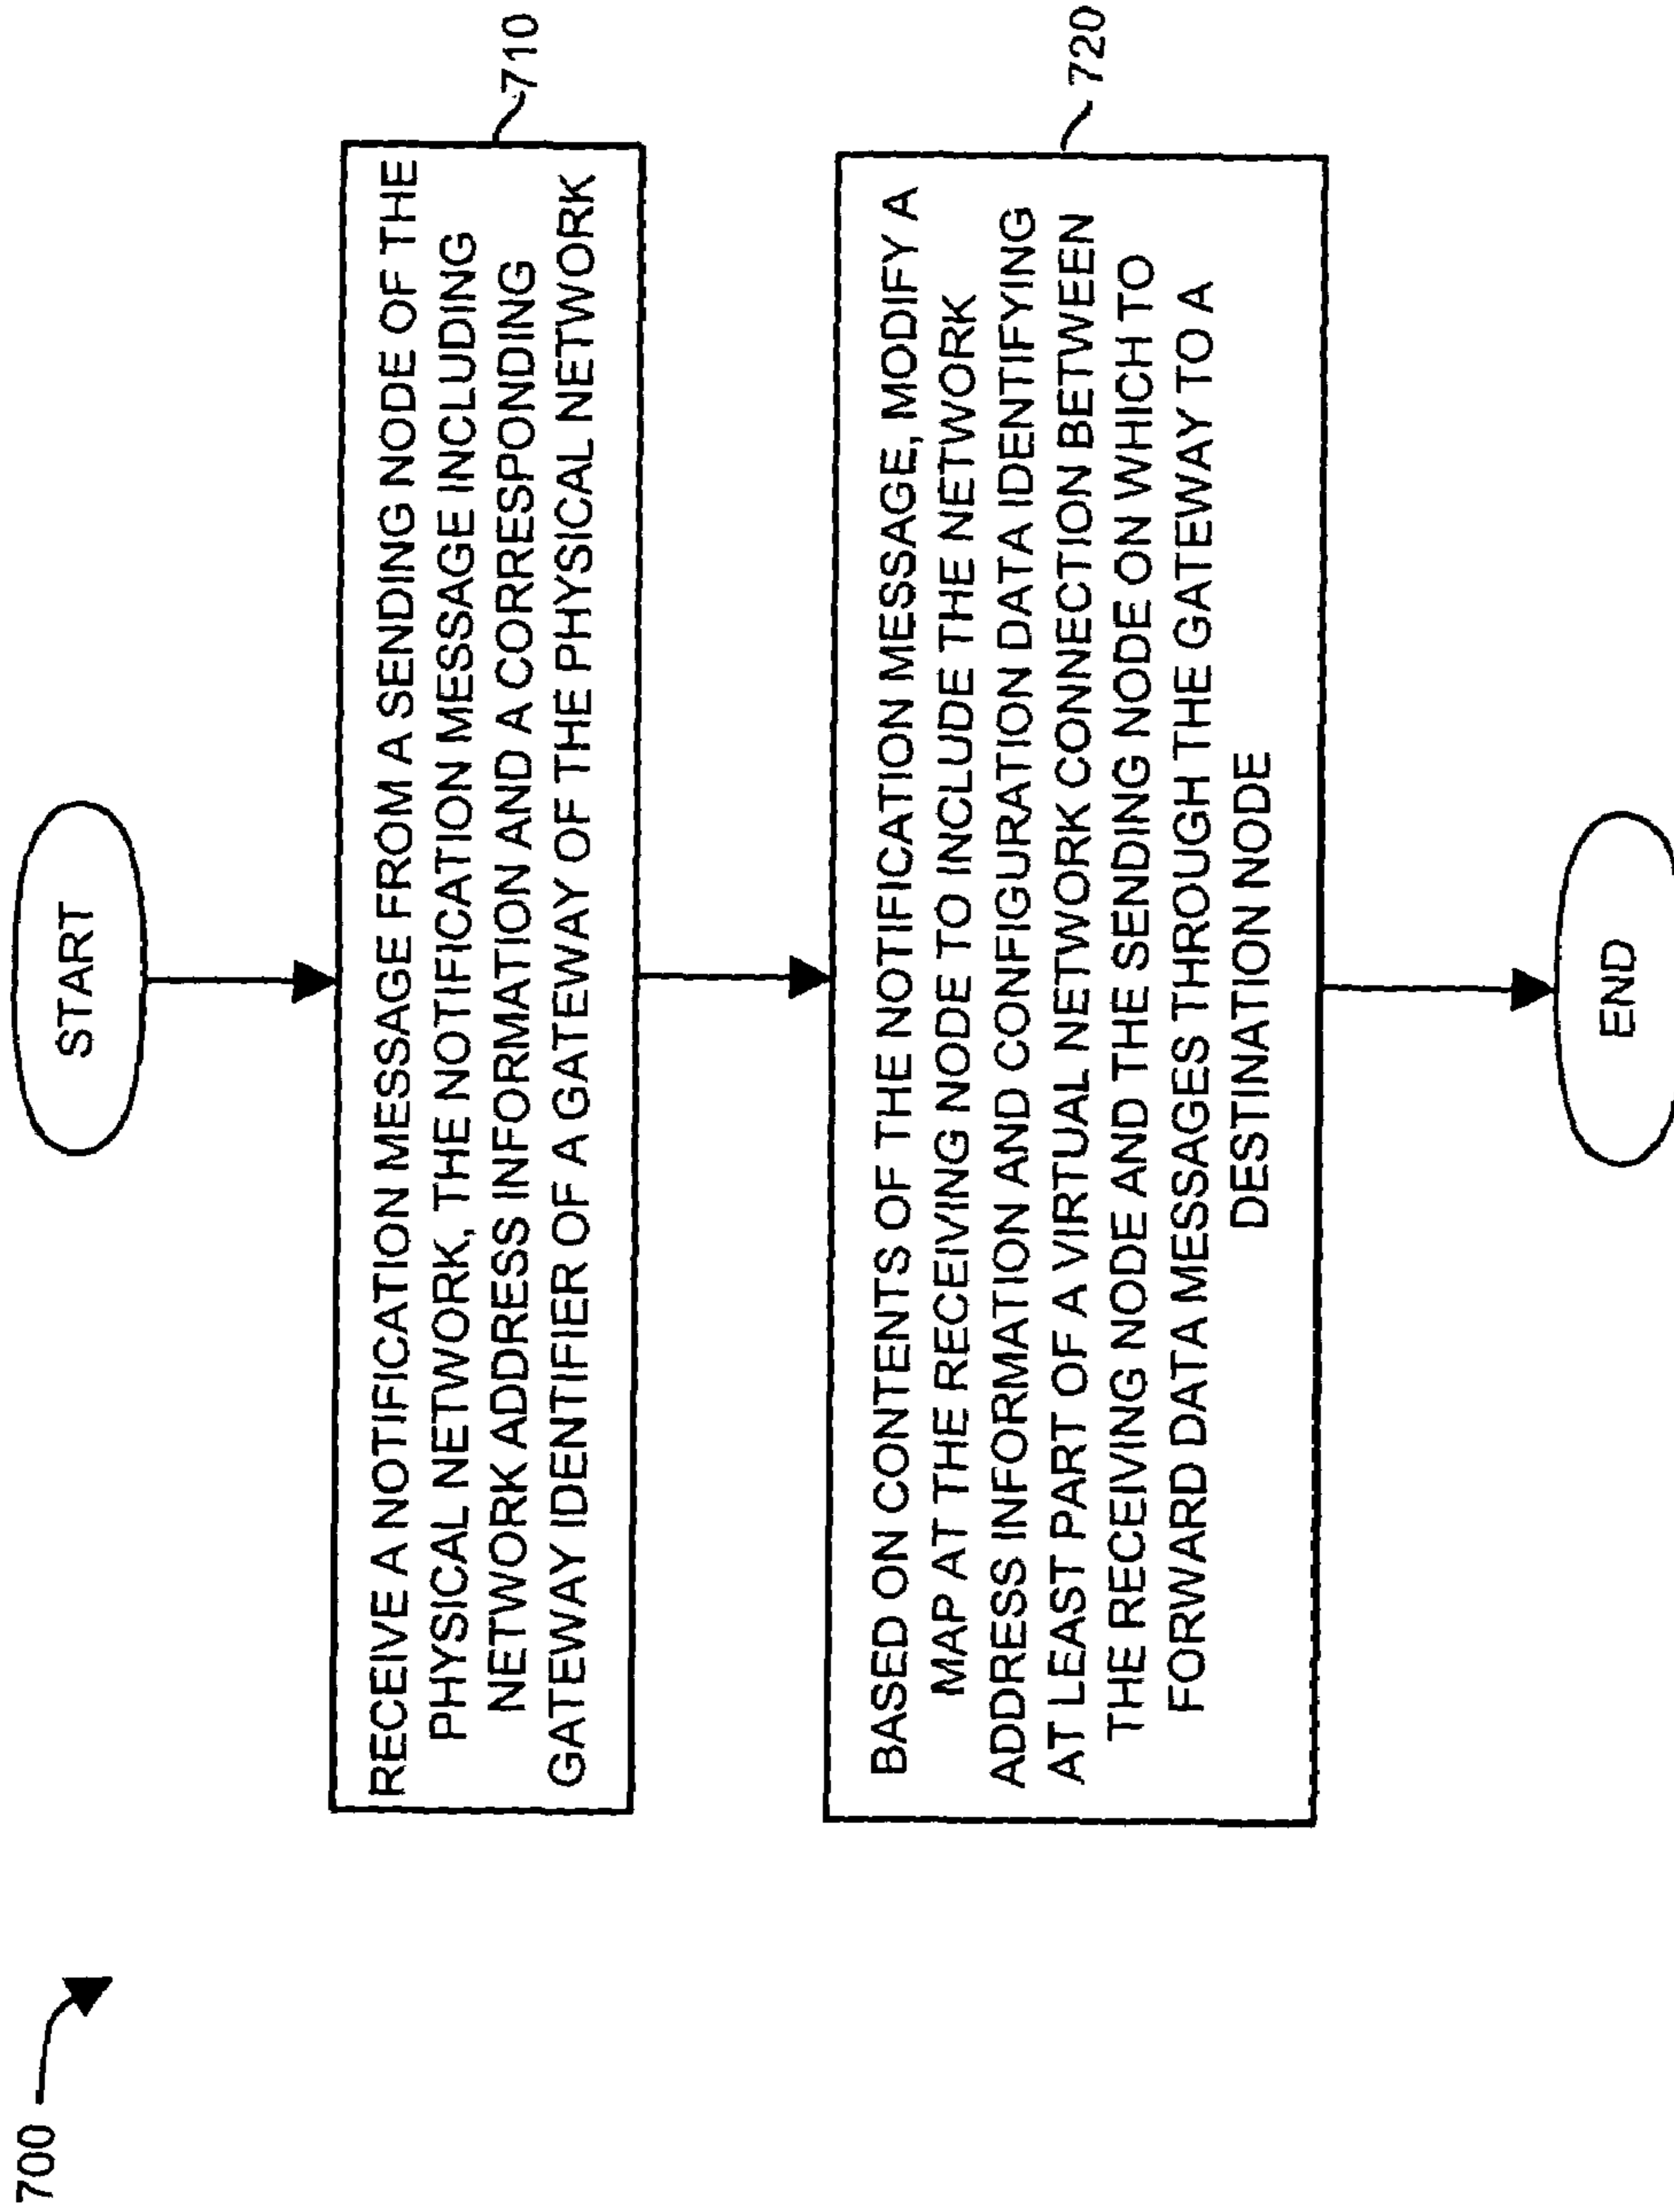 700
START
RECEIVE A NOTIFICATION MESSAGE FROM A SENDING NODE OF THE
PHYSICAL NETWORK, THE NOTIFICATION MESSAGE INCLUDING
NETWORK ADDRESS INFORMATION AND A CORRESPONDING
GATEWAY IDENTIFIER OF A GATEWAY OF THE PHYSICAL NETWORK
710
BASED ON CONTENTS OF THE NOTIFICATION MESSAGE, MODIFY A
MAP AT THE RECEIVING NODE TO INCLUDE THE NETWORK
ADDRESS INFORMATION AND CONFIGURATION DATA IDENTIFYING
AT LEAST PART OF A VIRTUAL NETWORK CONNECTION BETWEEN
THE RECEIVING NODE AND THE SENDING NODE ON WHICH TO
FORWARD DATA MESSAGES THROUGH THE GATEWAY TO A
DESTINATION NODE
720
END